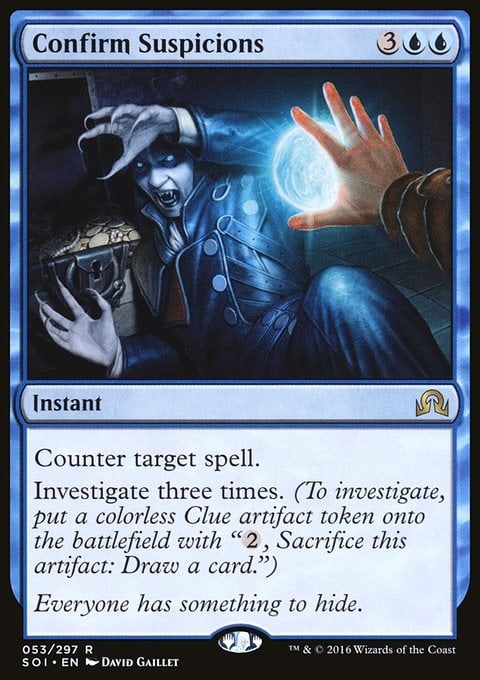 Confirm Suspicions 3
Instant
Counter target spell.
Investigate three times. (To investigate,
put a colorless Clue artifact token onto
the battlefield with “2, Sacrifice this
artifact: Draw a card.”)
Everyone has something to hide.
053/297 R
SOI • EN DAVID GAILLET
™ & © 2016 Wizards of the Coast